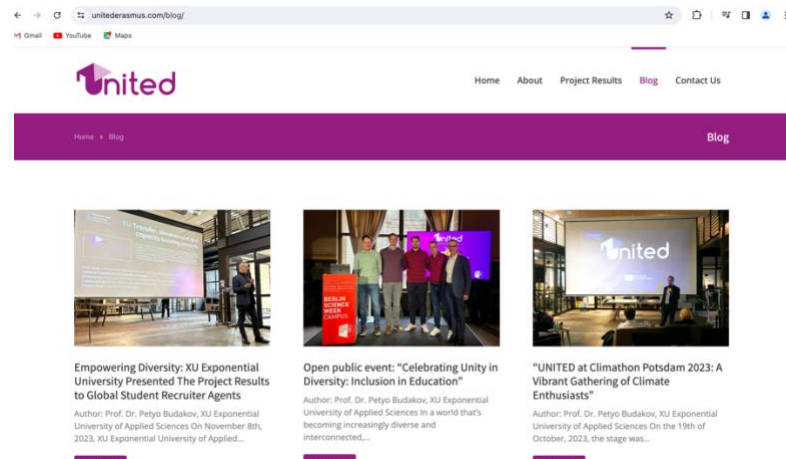 unitederasmus.com/blog/
Gmail YouTube Maps
United
Home About Project Results Blog Contact Us
Home Blog
Blog
United
BERLIN
SCIENCE
WEEK
CAMPUS
United
Empowering Diversity: XU Exponential
University Presented The Project Results
to Global Student Recruiter Agents
Author: Prof. Dr. Petyo Budakov, XU Exponential
University of Applied Sciences On November 8th,
2023, XU Exponential University of Applied...
Open public event: “Celebrating Unity in
Diversity: Inclusion in Education”
Author: Prof. Dr. Petyo Budakov, XU Exponential
University of Applied Sciences In a world that’s
becoming increasingly diverse and
interconnected,...
“UNITED at Climathon Potsdam 2023: A
Vibrant Gathering of Climate
Enthusiasts”
Author: Prof. Dr. Petyo Budakov, XU Exponential
University of Applied Sciences On the 19th of
October, 2023, the stage was...